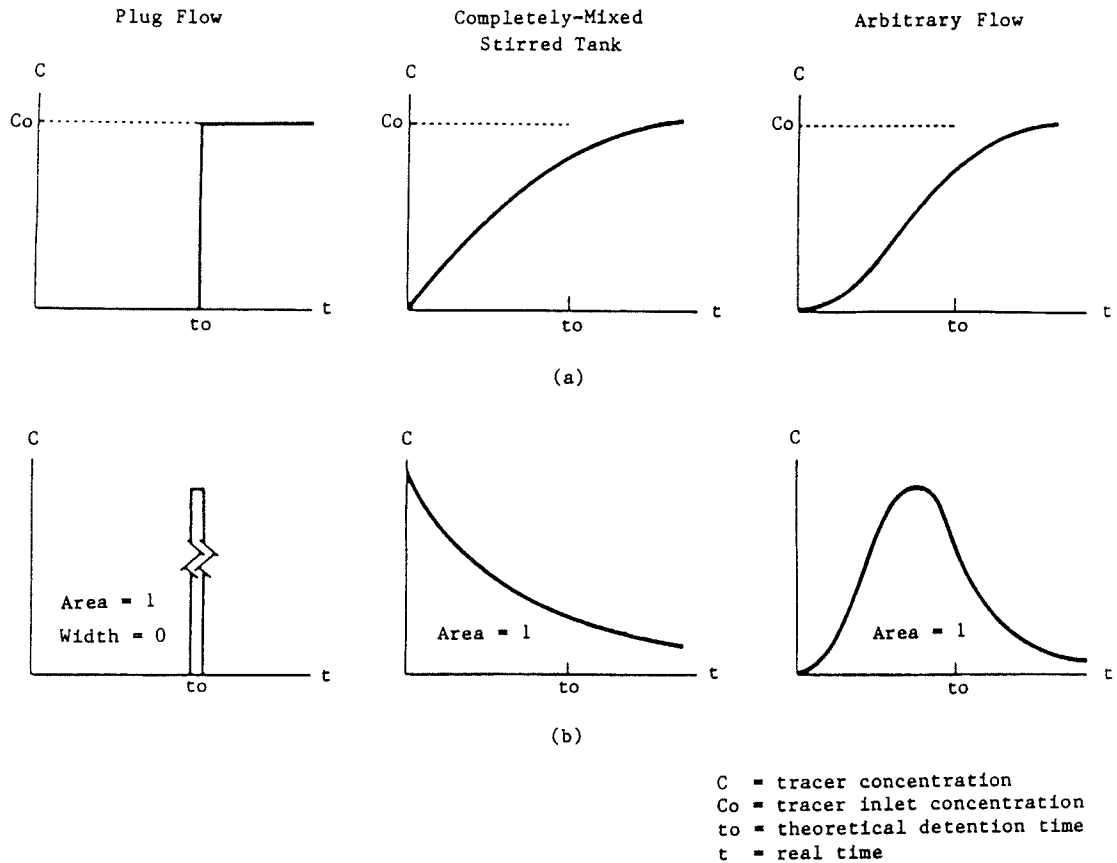 Plug Flow
Completely-Mixed
Stirred Tank
Arbitrary Flow
C
Co
to
t
C
Co
to
t
C
Co
to
t
(a)
C
Area = 1
Width = 0
to
t
C
Area = 1
to
t
C
Area = 1
to
t
(b)
C = tracer concentration
Co = tracer inlet concentration
to = theoretical detention time
t = real time